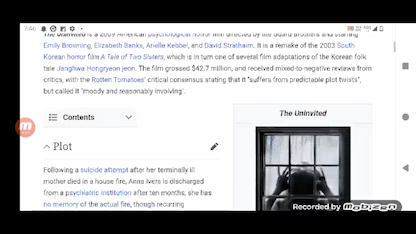 7:46
The Uninvited is a 2009 American psychological horror film directed by the Guard Brothers and starring
Emily Browning, Elizabeth Banks, Arielle Kebbel, and David Strathairn. It is a remake of the 2003 South
Korean horror film A Tale of Two Sisters, which is in turn one of several film adaptations of the Korean folk
tale Janghwa Hongryeon jeon. The film grossed $42.7 million, and received mixed-to-negative reviews from
critics, with the Rotten Tomatoes' critical consensus stating that it "suffers from predictable plot twists",
but called it "moody and reasonably involving".
Contents
The Uninvited
Plot
Following a suicide attempt after her terminally ill
mother died in a house fire, Anna Ivers is discharged
from a psychiatric institution after ten months; she has
no memory of the actual fire, though recurring
Recorded by Mobizen